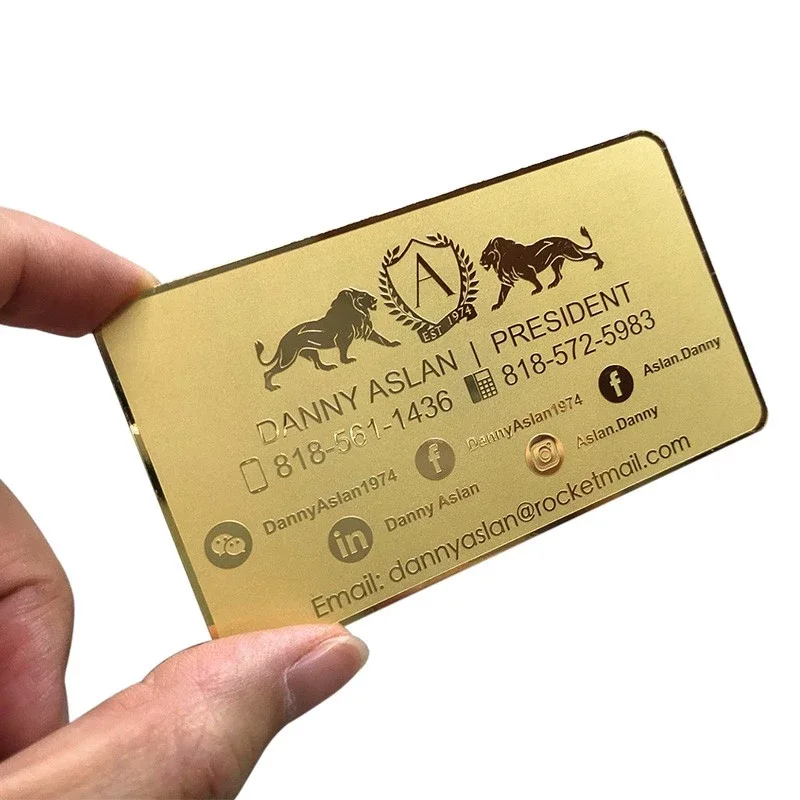 A
EST 1974
DANNY ASLAN | PRESIDENT
818-561-1436 818-572-5983
DannyAslan1974 f DannyAslan1974 f Aslan.Danny
in Danny Aslan Aslan.Danny
Email: dannyaslan@rocketmail.com